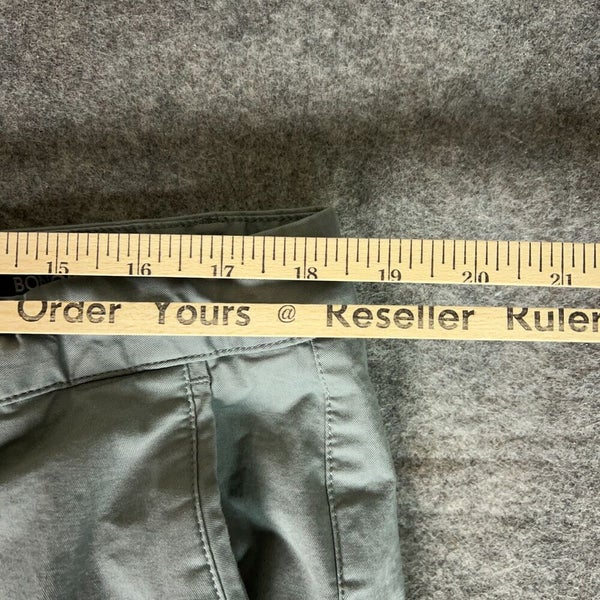 15 16 17 18 19 20 21
Order Yours @ Reseller Ruler